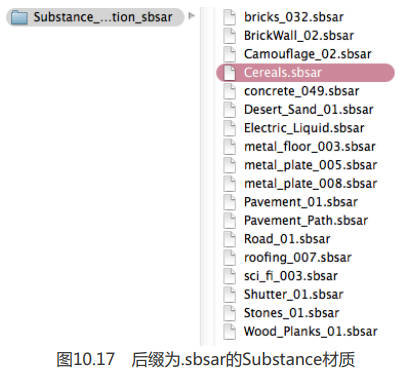 Substance_...tion_sbsar
bricks_032.sbsar
BrickWall_02.sbsar
Camouflage_02.sbsar
Cereals.sbsar
concrete_049.sbsar
Desert_Sand_01.sbsar
Electric_Liquid.sbsar
metal_floor_003.sbsar
metal_plate_005.sbsar
metal_plate_008.sbsar
Pavement_01.sbsar
Pavement_Path.sbsar
Road_01.sbsar
roofing_007.sbsar
sci_fi_003.sbsar
Shutter_01.sbsar
Stones_01.sbsar
Wood_Planks_01.sbsar
图10.17 后缀为.sbsar的Substance材质